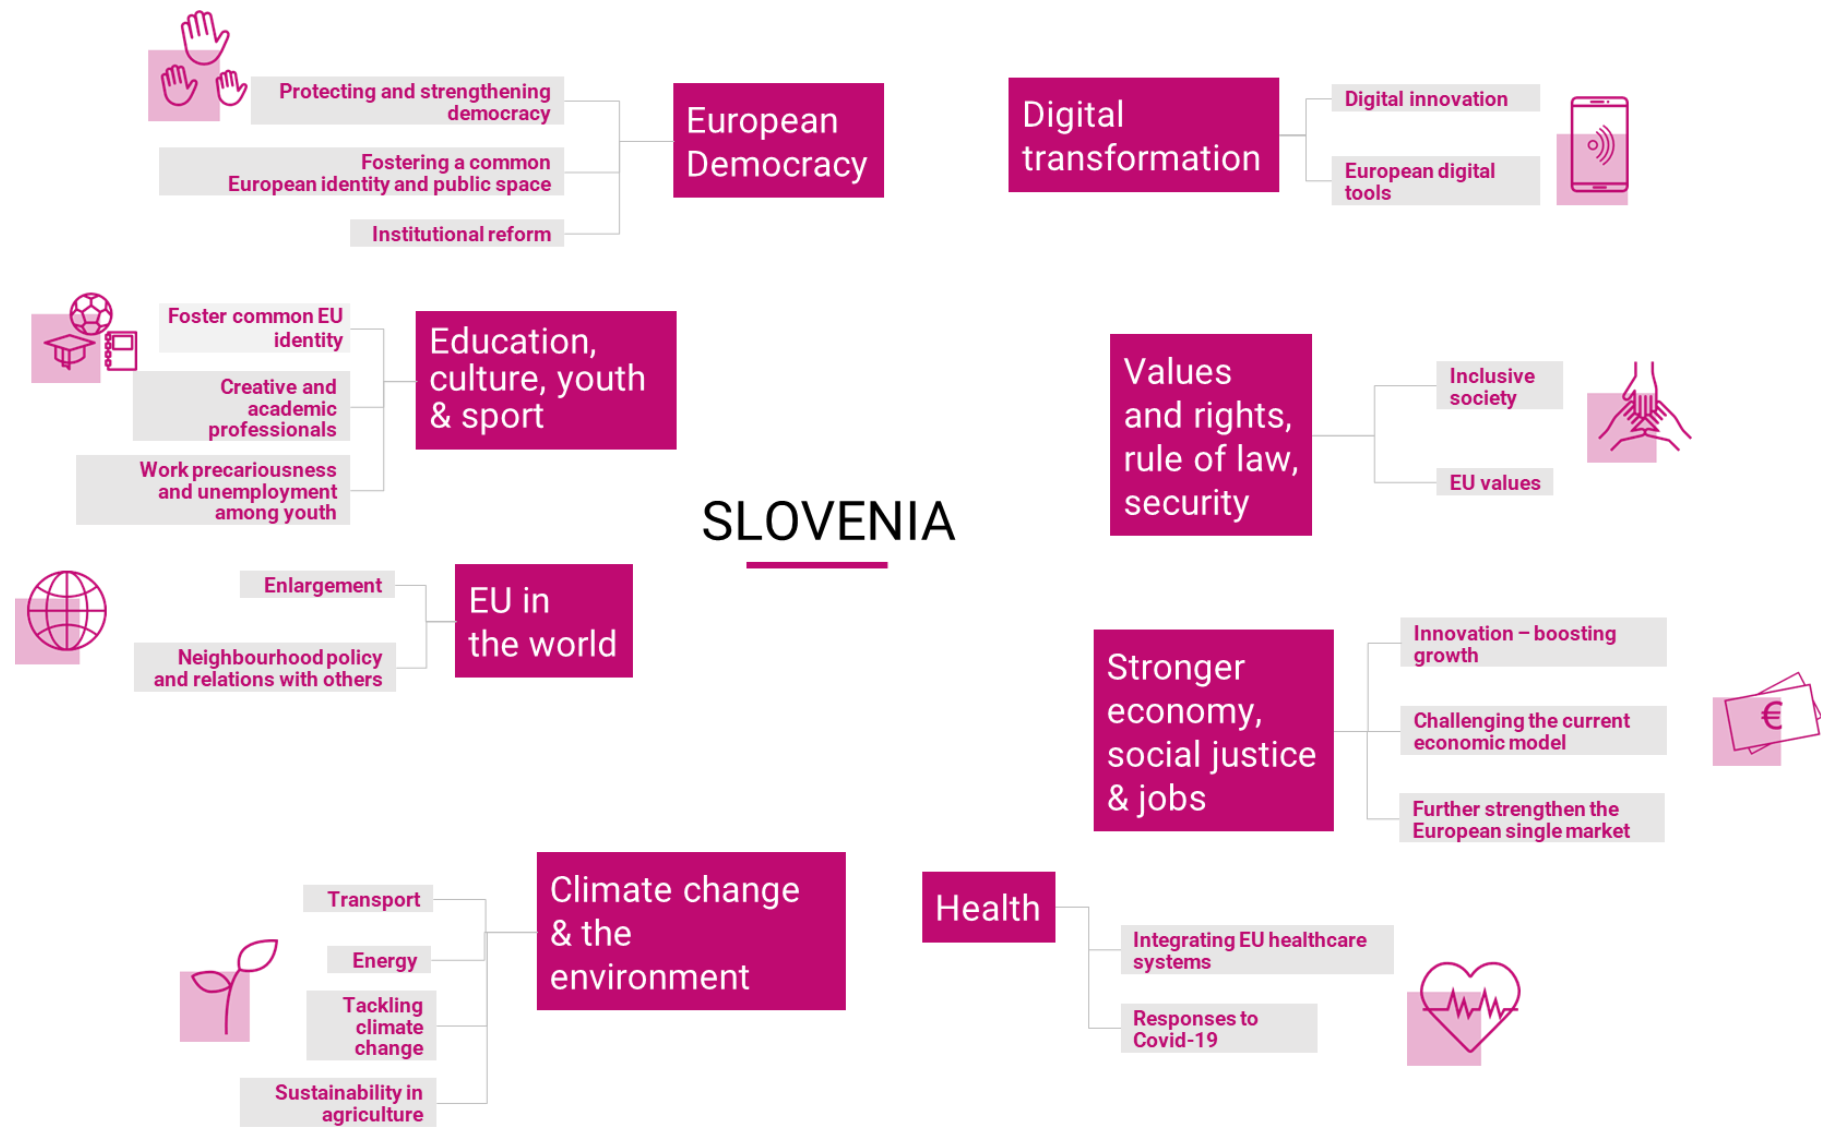 European
Democracy
Protecting and strengthening
democracy
Fostering a common
European identity and public space
Institutional reform
Digital
transformation
Digital innovation
European digital
tools
Education,
culture, youth
& sport
Foster common EU
identity
Creative and
academic
professionals
Work precariousness
and unemployment
among youth
Values
and rights,
rule of law,
security
Inclusive
society
EU values
SLOVENIA
EU in
the world
Enlargement
Neighbourhood policy
and relations with others
Stronger
economy,
social justice
& jobs
Innovation – boosting
growth
Challenging the current
economic model
Further strengthen the
European single market
€
Climate change
& the
environment
Transport
Energy
Tackling
climate
change
Sustainability in
agriculture
Health
Integrating EU healthcare
systems
Responses to
Covid-19